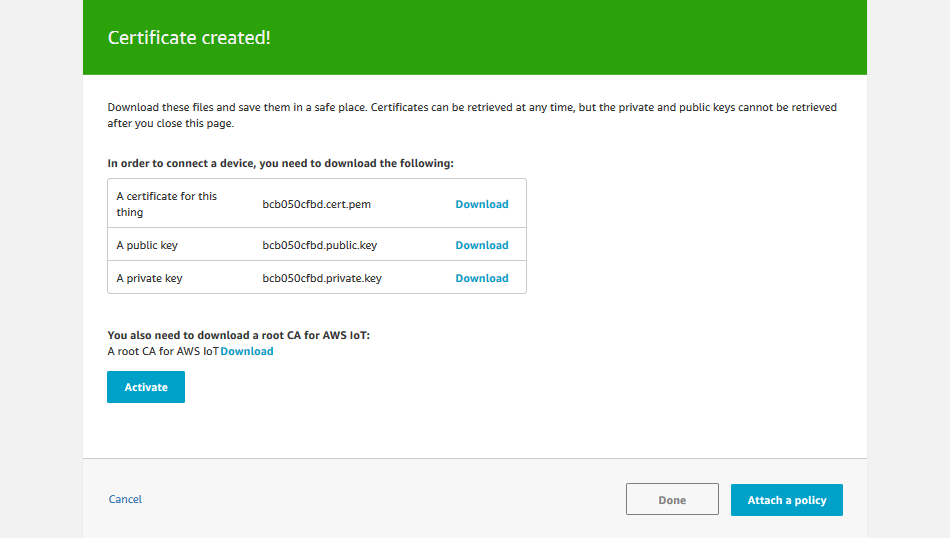 Certificate created!
Download these files and save them in a safe place. Certificates can be retrieved at any time, but the private and public keys cannot be retrieved
after you close this page.
In order to connect a device, you need to download the following:
A certificate for this
thing
bcb050cfbd.cert.pem
Download
A public key
bcb050cfbd.public.key
Download
A private key
bcb050cfbd.private.key
Download
You also need to download a root CA for AWS IoT:
A root CA for AWS IoT Download
Activate
Cancel
Done
Attach a policy